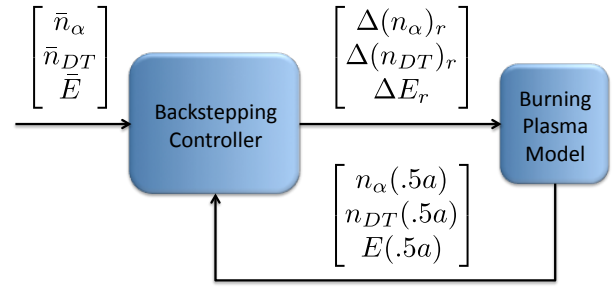 n̄_α
n̄_DT
Ē
Backstepping
Controller
Δ(n_α)_r
Δ(n_DT)_r
ΔE_r
Burning
Plasma
Model
n_α(.5a)
n_DT(.5a)
E(.5a)